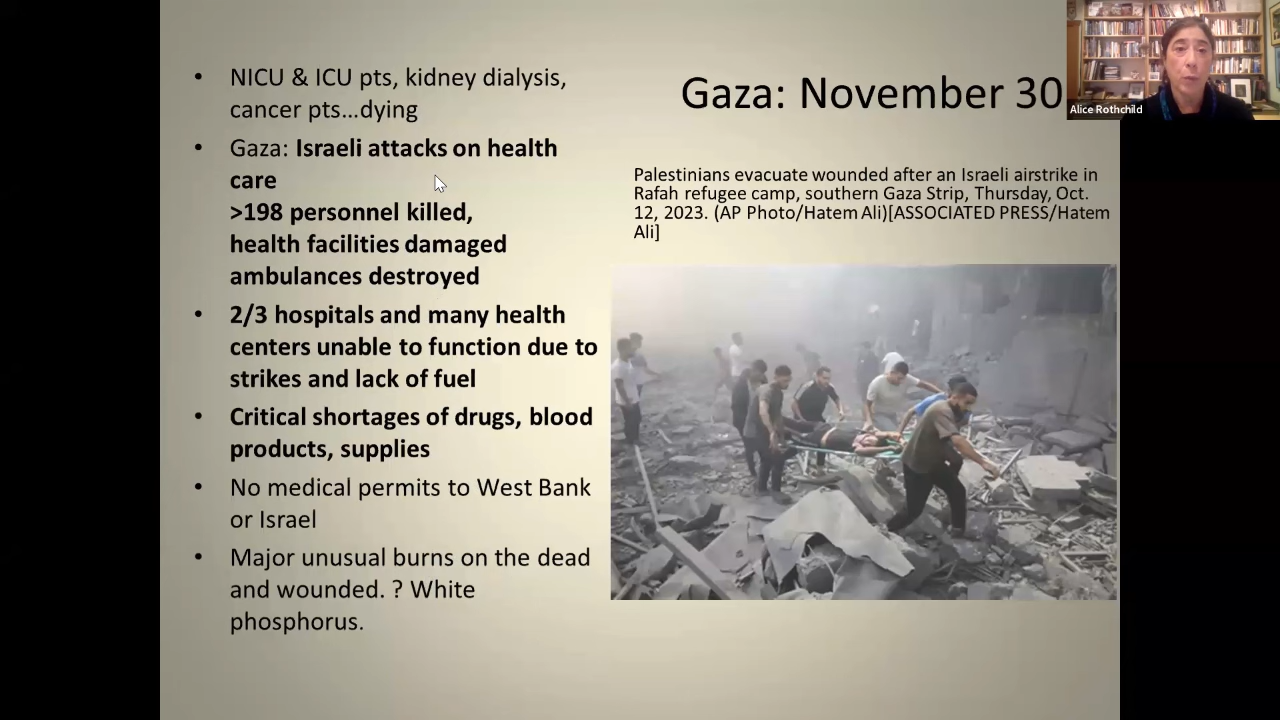 • NICU & ICU pts, kidney dialysis,
cancer pts...dying
• Gaza: Israeli attacks on health
care
>198 personnel killed,
health facilities damaged
ambulances destroyed
• 2/3 hospitals and many health
centers unable to function due to
strikes and lack of fuel
• Critical shortages of drugs, blood
products, supplies
• No medical permits to West Bank
or Israel
• Major unusual burns on the dead
and wounded. ? White
phosphorus.
Gaza: November 30
Palestinians evacuate wounded after an Israeli airstrike in
Rafah refugee camp, southern Gaza Strip, Thursday, Oct.
12, 2023. (AP Photo/Hatem Ali)[ASSOCIATED PRESS/Hatem
Ali]
Alice Rothchild